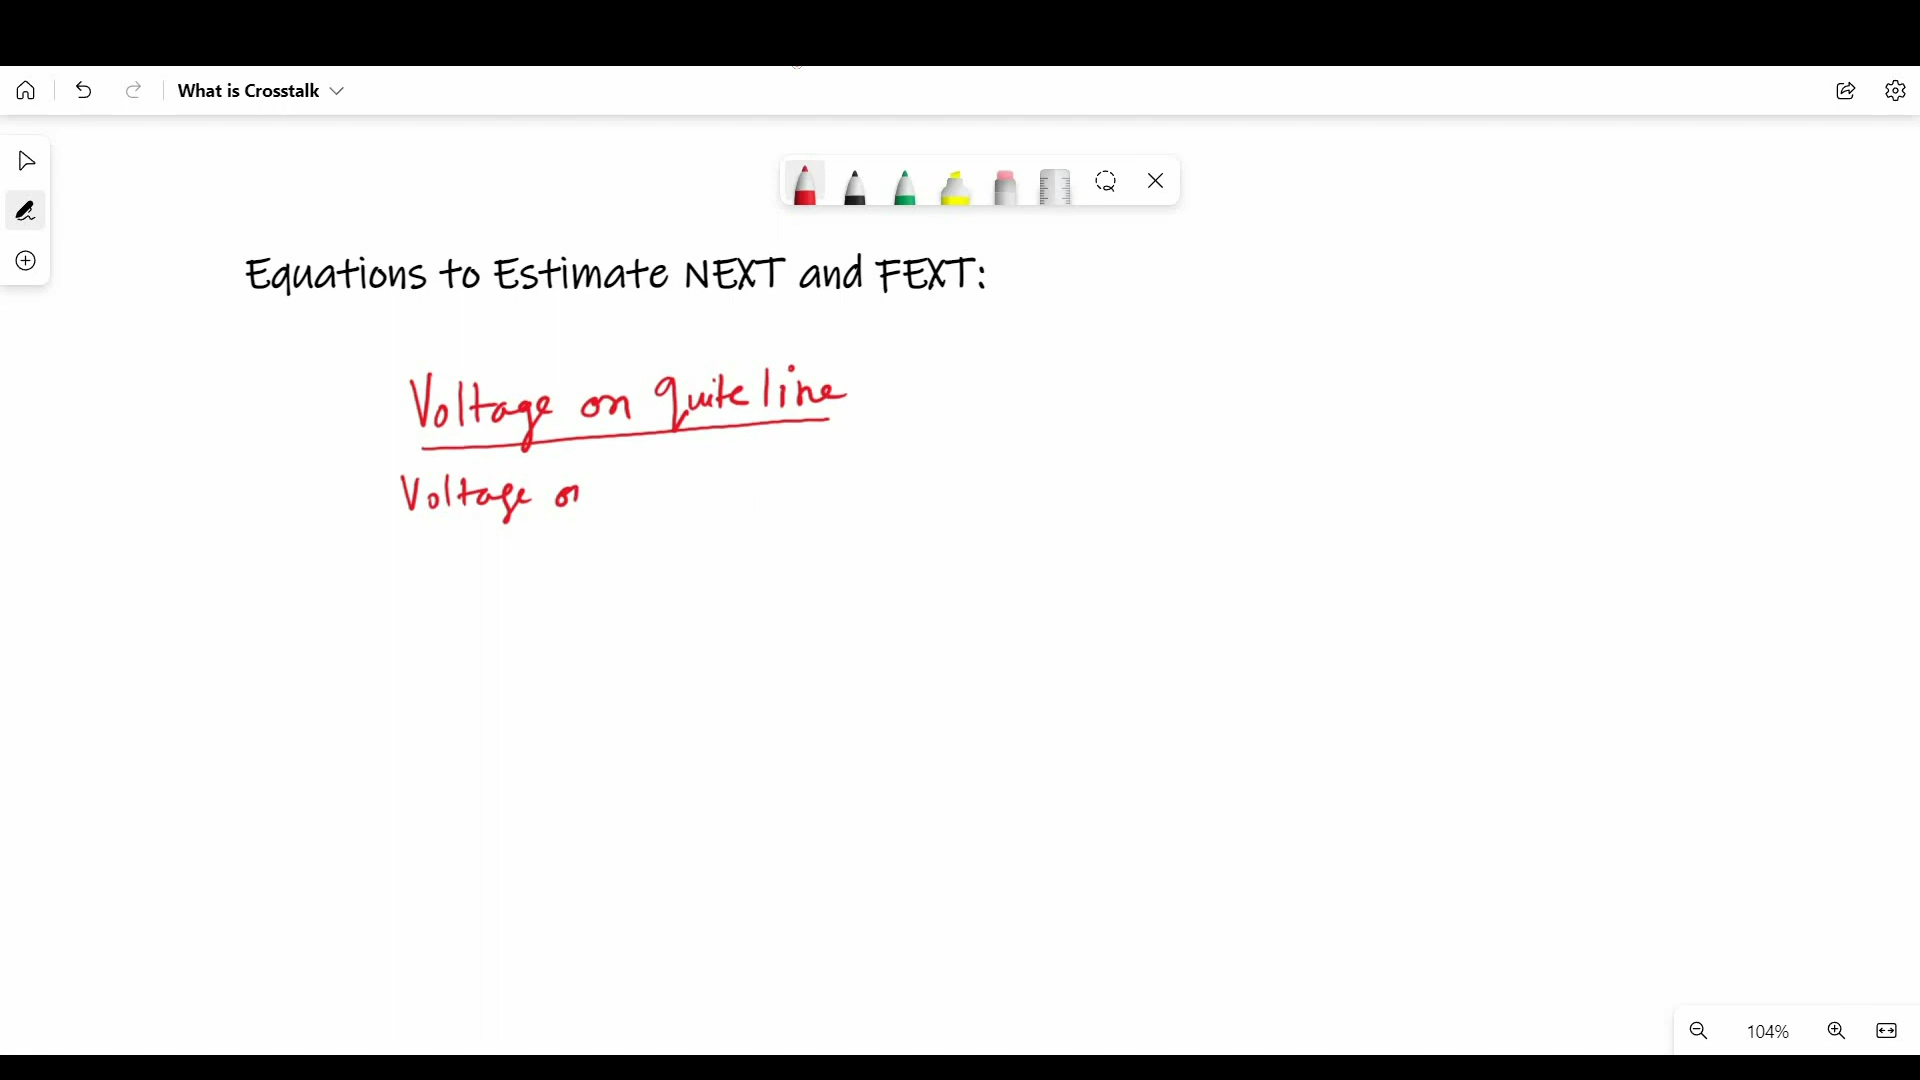 What is Crosstalk
Equations to Estimate NEXT and FEXT:
Voltage on quite line
Voltage on
104%